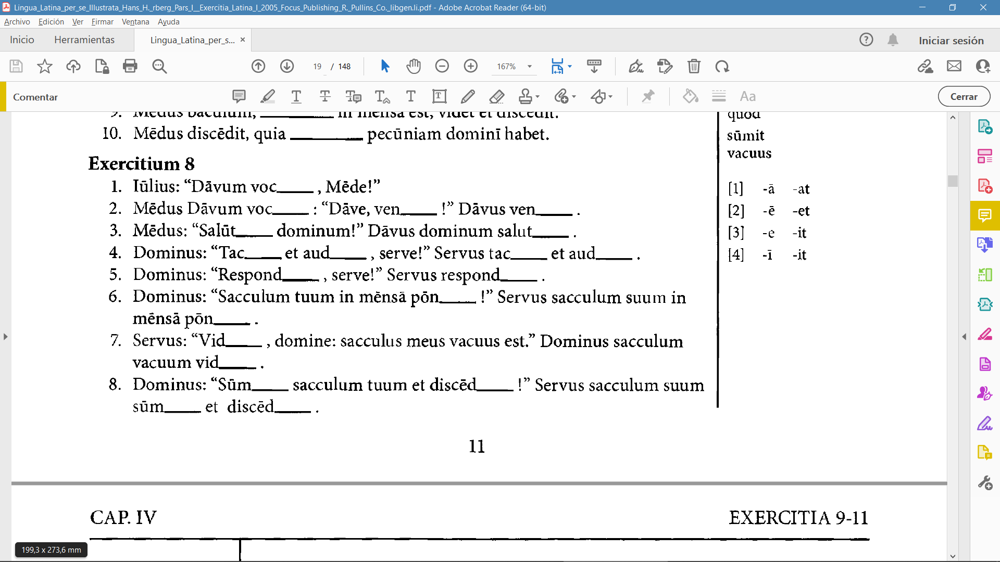 Lingua_Latina_per_se_Illustrata_Hans_H._rberg_Pars_I__Exercitia_Latina_I_2005_Focus_Publishing_R._Pullins_Co._libgen.li.pdf - Adobe Acrobat Reader (64-bit)
Archivo Edición Ver Firmar Ventana Ayuda
Inicio Herramientas Lingua_Latina_per_s... × Iniciar sesión
19 / 148 167%
Comentar Cerrar
9. Mēdus baculum, ______ in mēnsā est, videt et discēdit.
10. Mēdus discēdit, quia ______ pecūniam dominī habet.
quod
sūmit
vacuus
Exercitium 8
1. Iūlius: “Dāvum voc____ , Mēde!”
2. Mēdus Dāvum voc____ : “Dāve, ven____ !” Dāvus ven____ .
3. Mēdus: “Salūt____ dominum!” Dāvus dominum salut____ .
4. Dominus: “Tac____ et aud____ , serve!” Servus tac____ et aud____ .
5. Dominus: “Respond____ , serve!” Servus respond____ .
6. Dominus: “Sacculum tuum in mēnsā pōn____ !” Servus sacculum suum in
mēnsā pōn____ .
7. Servus: “Vid____ , domine: sacculus meus vacuus est.” Dominus sacculum
vacuum vid____ .
8. Dominus: “Sūm____ sacculum tuum et discēd____ !” Servus sacculum suum
sūm____ et discēd____ .
[1] -ā -at
[2] -ē -et
[3] -e -it
[4] -ī -it
11
CAP. IV EXERCITIA 9-11
199,3 x 273,6 mm